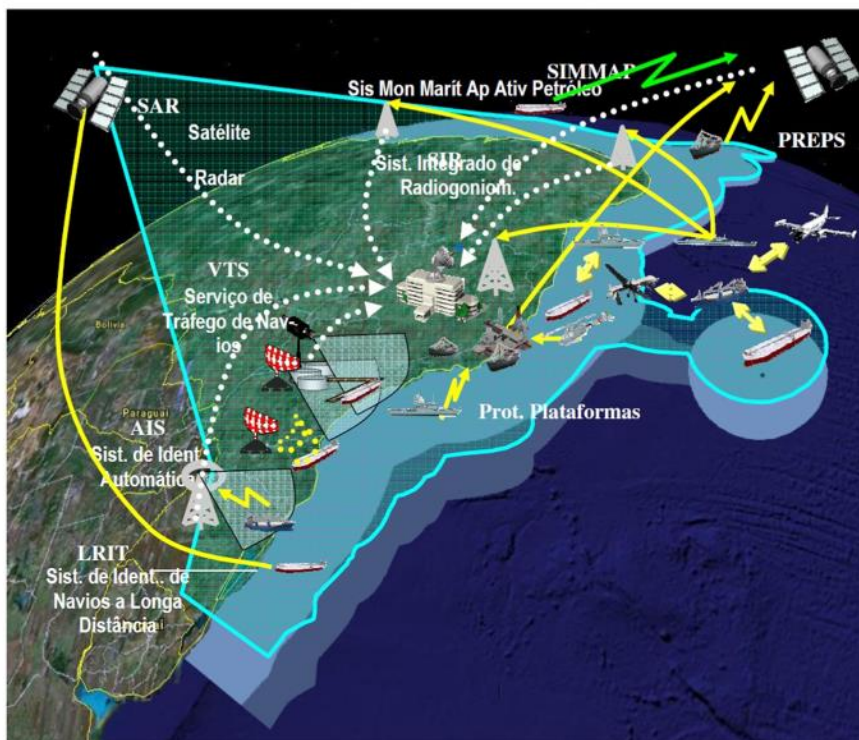 SIMMAP
Sis Mon Marít Ap Ativ Petróleo
SAR
Satélite
Radar
PREPS
SIR
Sist. Integrado de
Radiogoniom.
VTS
Serviço de
Tráfego de Nav
ios
Bolivia
Paraguai
AIS
Sist. de Ident
Automática
Prot. Plataformas
LRIT
Sist. de Ident.. de
Navios a Longa
Distância